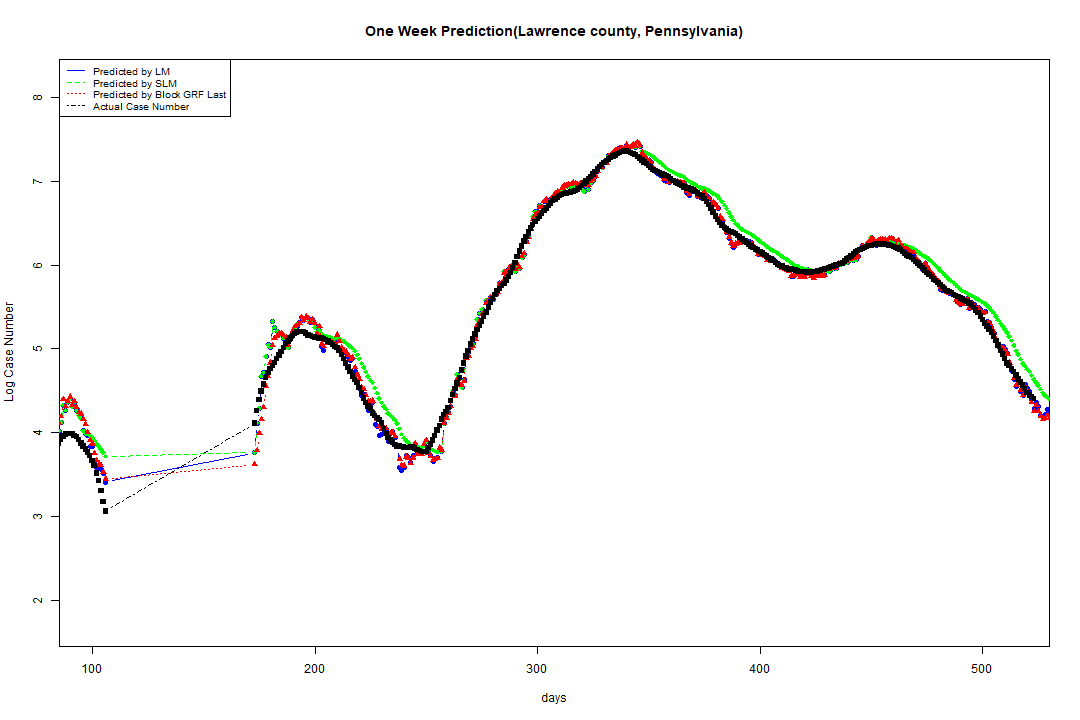 One Week Prediction(Lawrence county, Pennsylvania)
Predicted by LM
Predicted by SLM
Predicted by Block GRF Last
Actual Case Number
8
7
6
5
4
3
2
Log Case Number
100 200 300 400 500
days